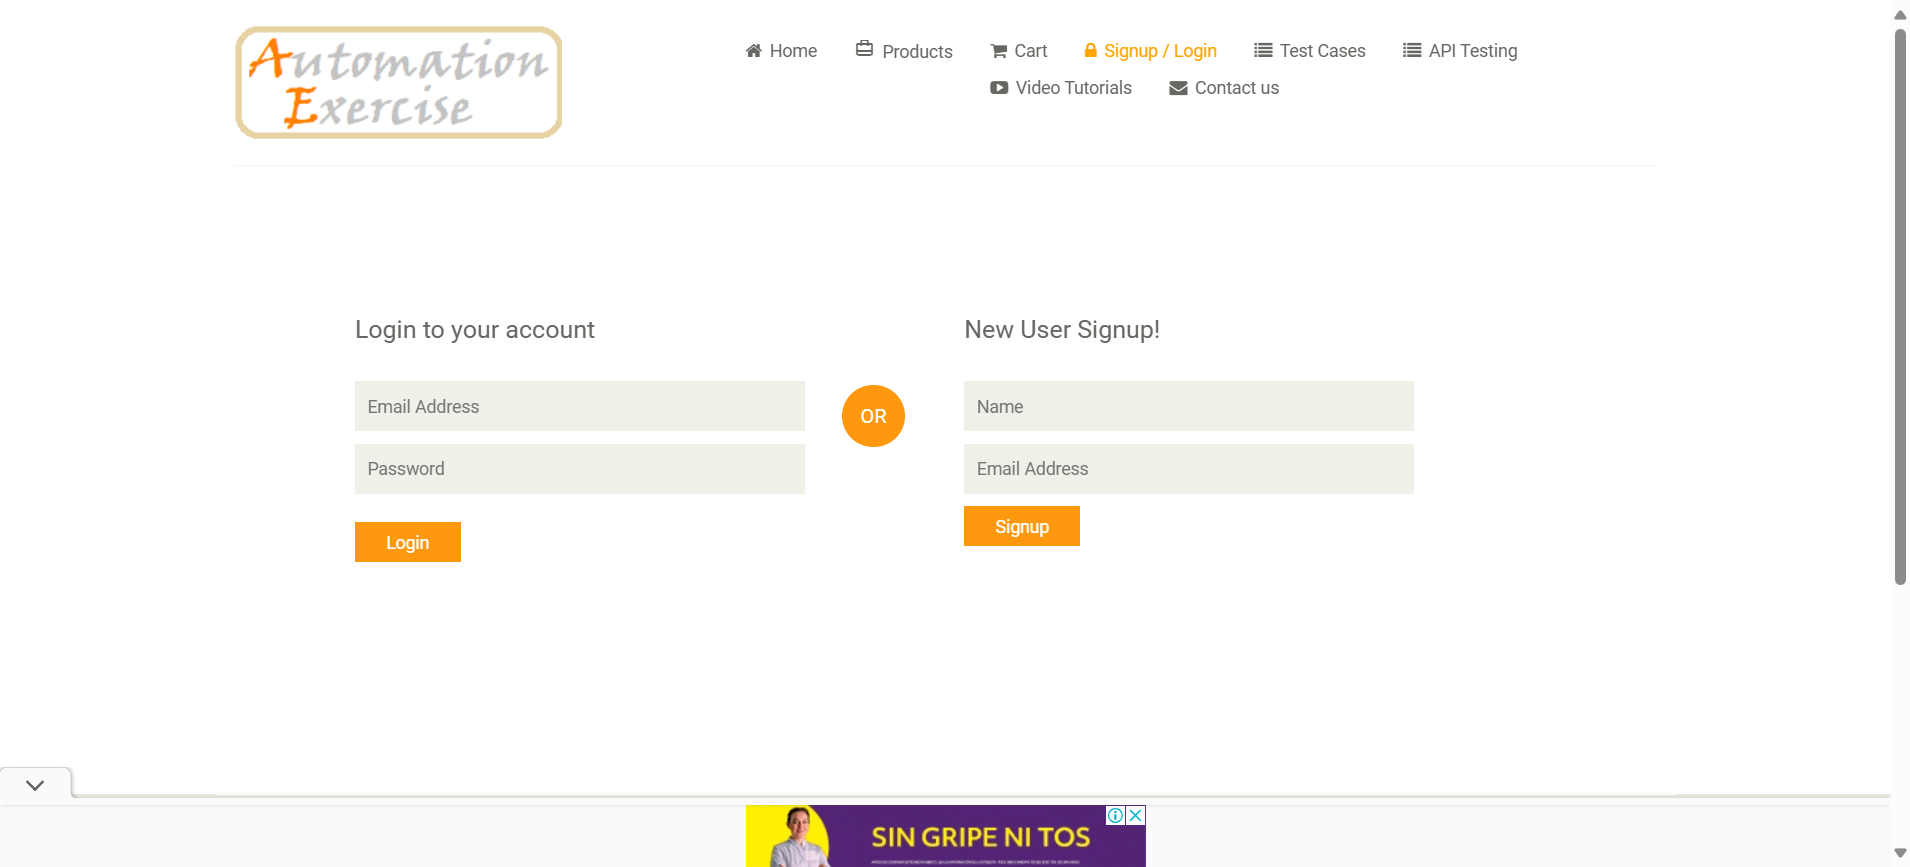 Automation
Exercise
Home
Products
Cart
Signup / Login
Test Cases
API Testing
Video Tutorials
Contact us
Login to your account
New User Signup!
Email Address
OR
Name
Password
Email Address
Login
Signup
SIN GRIPE NI TOS